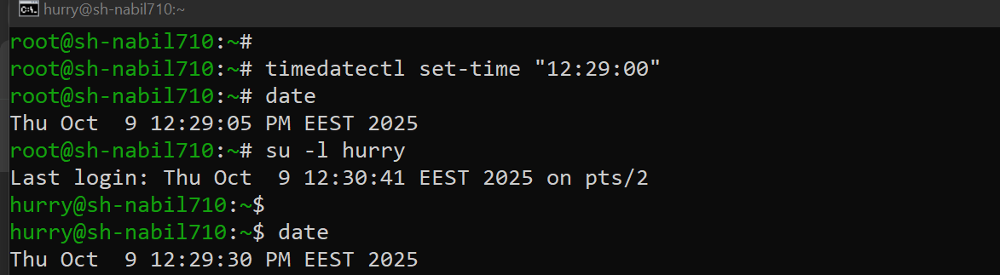 hurry@sh-nabil710:~
root@sh-nabil710:~#
root@sh-nabil710:~# timedatectl set-time "12:29:00"
root@sh-nabil710:~# date
Thu Oct  9 12:29:05 PM EEST 2025
root@sh-nabil710:~# su -l hurry
Last login: Thu Oct  9 12:30:41 EEST 2025 on pts/2
hurry@sh-nabil710:~$
hurry@sh-nabil710:~$ date
Thu Oct  9 12:29:30 PM EEST 2025